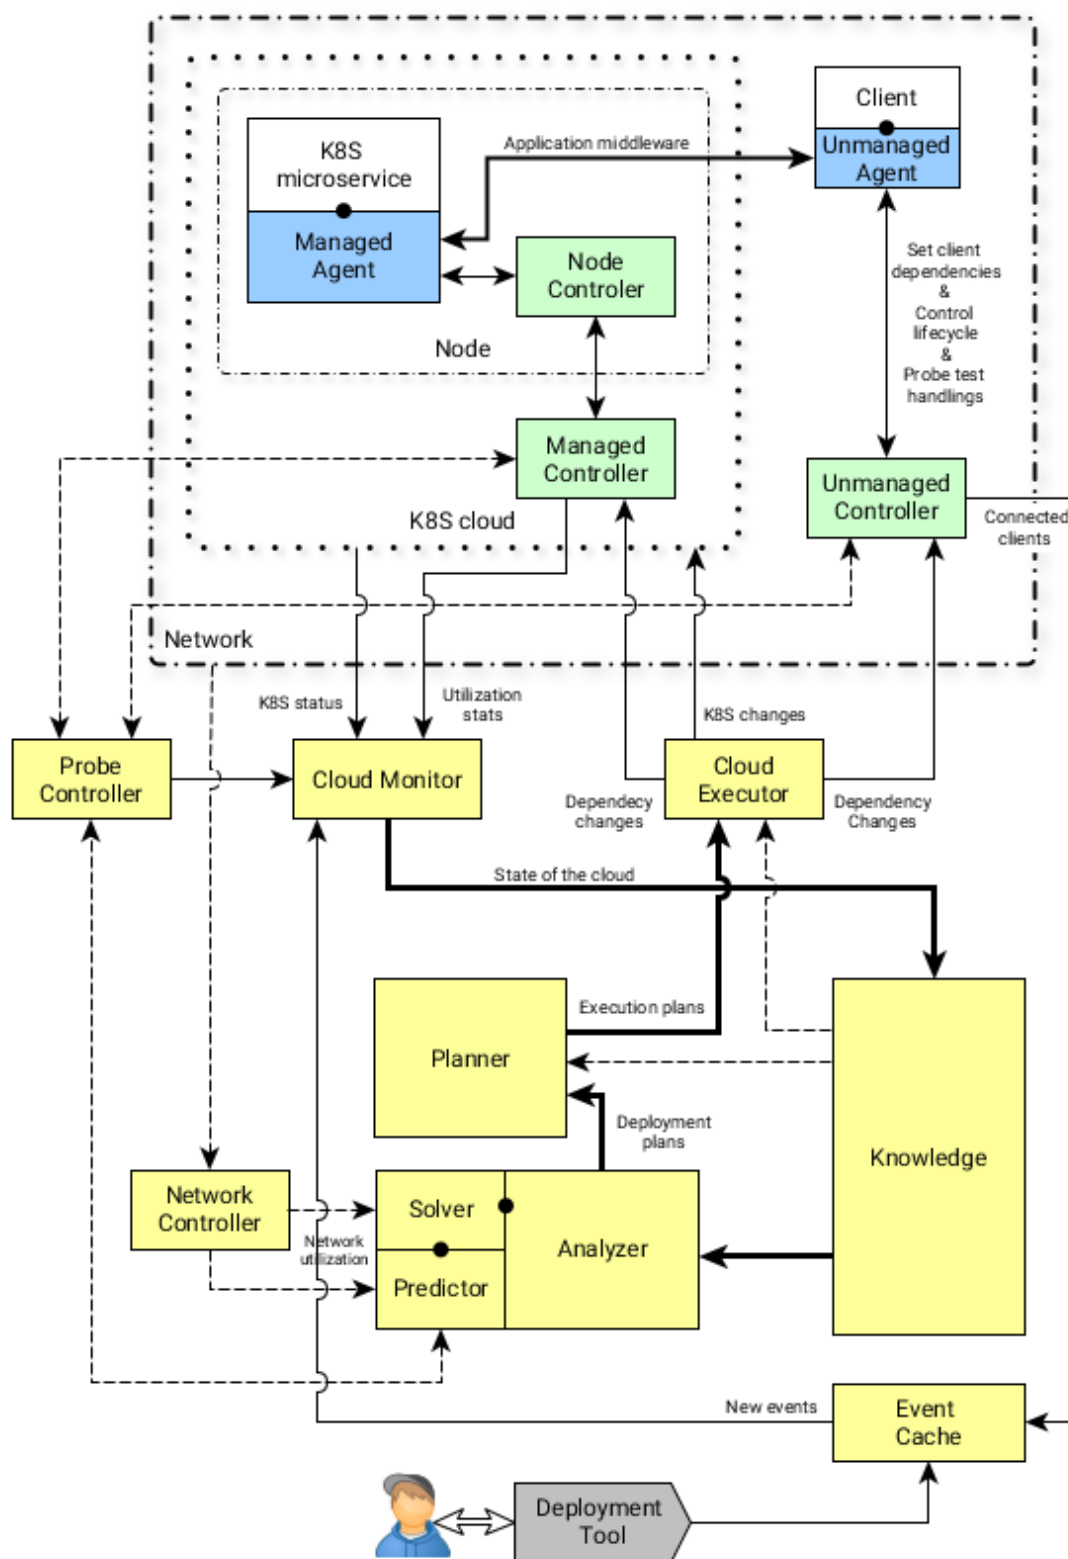 Client
Unmanaged
Agent
K8S
microservice
Managed
Agent
Application middleware
Node
Controler
Node
Set client
dependencies
&
Control
lifecycle
&
Probe test
handlings
Managed
Controller
K8S cloud
Unmanaged
Controller
Connected
clients
Network
K8S status
Utilization
stats
K8S changes
Probe
Controller
Cloud Monitor
Cloud
Executor
Dependecy
changes
Dependency
Changes
State of the cloud
Planner
Execution plans
Deployment
plans
Knowledge
Network
Controller
Network
utilization
Solver
Predictor
Analyzer
New events
Event
Cache
Deployment
Tool